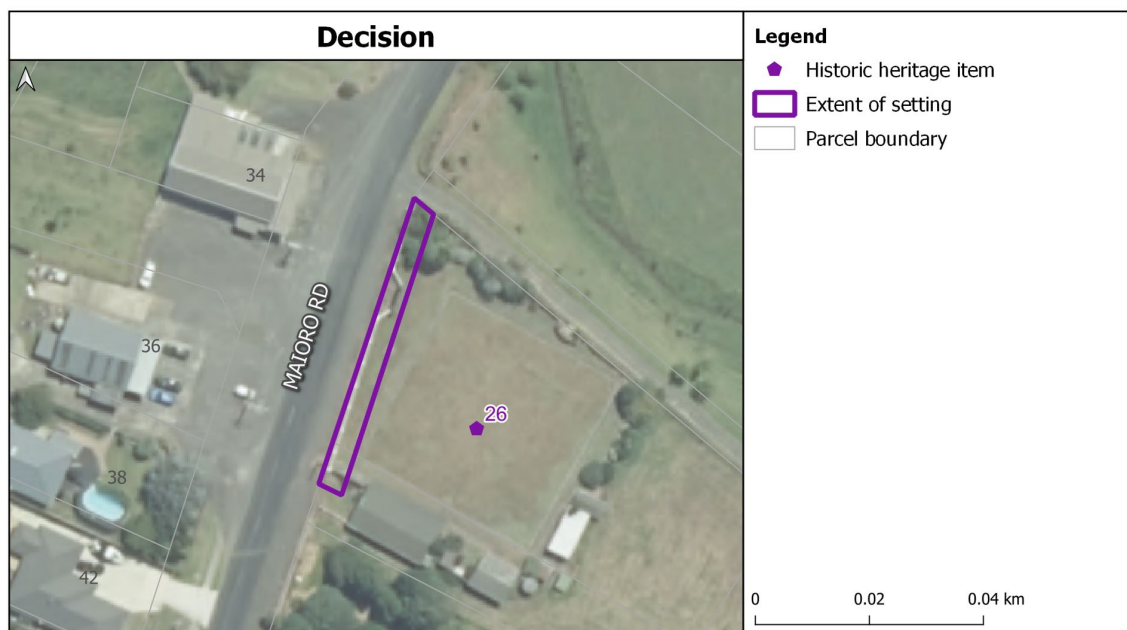 Decision
Legend
Historic heritage item
Extent of setting
Parcel boundary
34
MAIORO RD
36
26
38
42
0 0.02 0.04 km